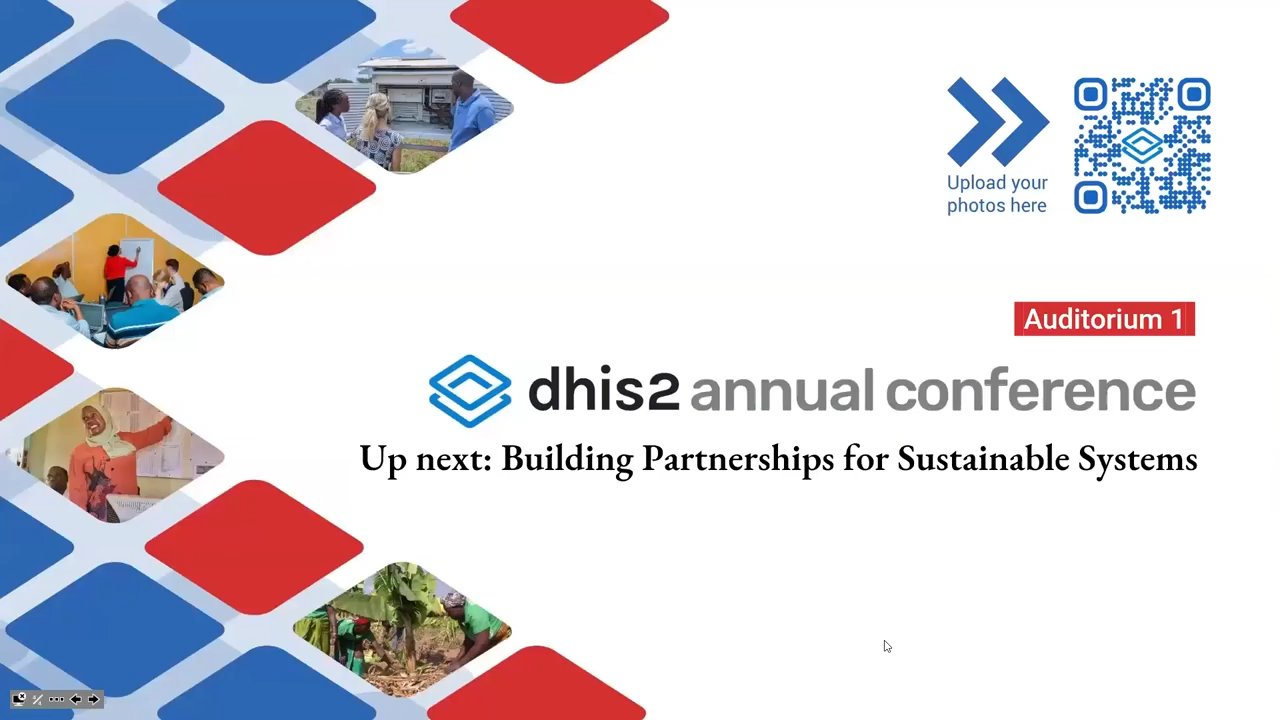 Upload your
photos here
Auditorium 1
dhis2 annual conference
Up next: Building Partnerships for Sustainable Systems